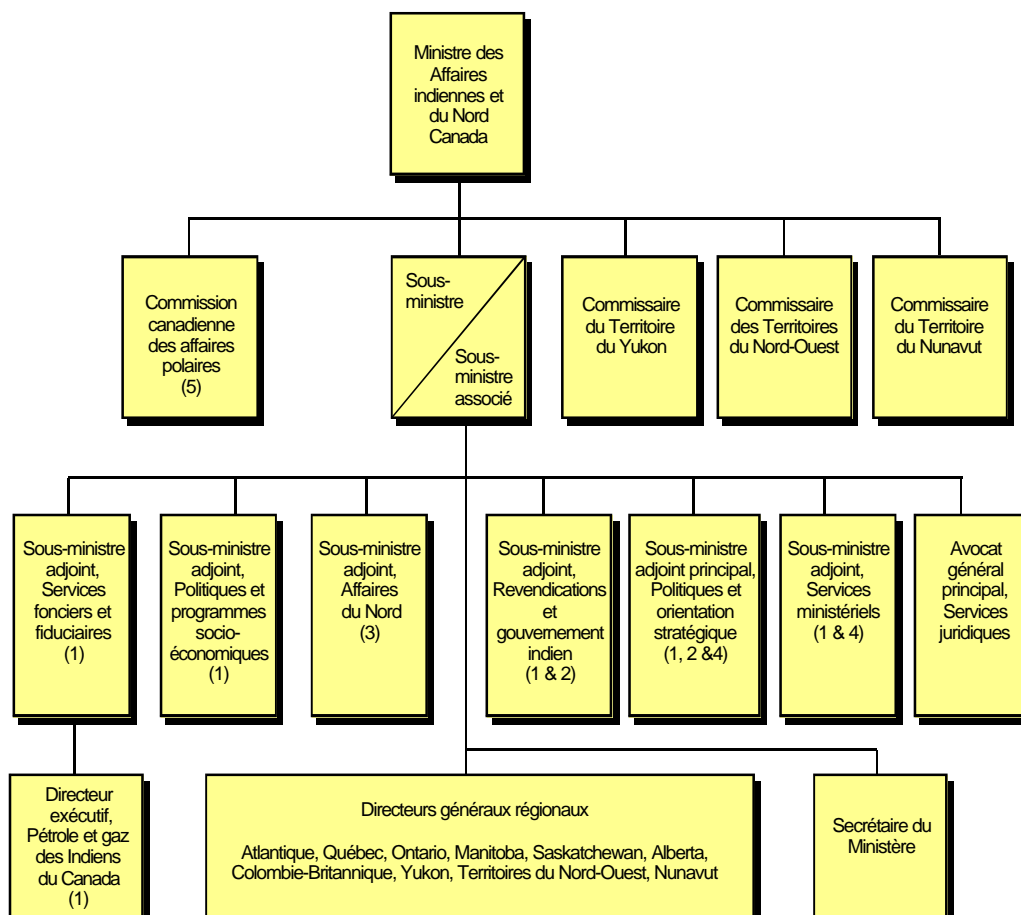 Ministre des
Affaires
indiennes et
du Nord
Canada
Commission
canadienne
des affaires
polaires
(5)
Sous-
ministre
Sous-
ministre
associé
Commissaire
du Territoire
du Yukon
Commissaire
des Territoires
du Nord-Ouest
Commissaire
du Territoire
du Nunavut
Sous-ministre
adjoint,
Services
fonciers et
fiduciaires
(1)
Sous-ministre
adjoint,
Politiques et
programmes
socio-
économiques
(1)
Sous-ministre
adjoint,
Affaires
du Nord
(3)
Sous-ministre
adjoint,
Revendications
et
gouvernement
indien
(1 & 2)
Sous-ministre
adjoint principal,
Politiques et
orientation
stratégique
(1, 2 &4)
Sous-ministre
adjoint,
Services
ministériels
(1 & 4)
Avocat
général
principal,
Services
juridiques
Directeur
exécutif,
Pétrole et gaz
des Indiens
du Canada
(1)
Directeurs généraux régionaux
Atlantique, Québec, Ontario, Manitoba, Saskatchewan, Alberta,
Colombie-Britannique, Yukon, Territoires du Nord-Ouest, Nunavut
Secrétaire du
Ministère